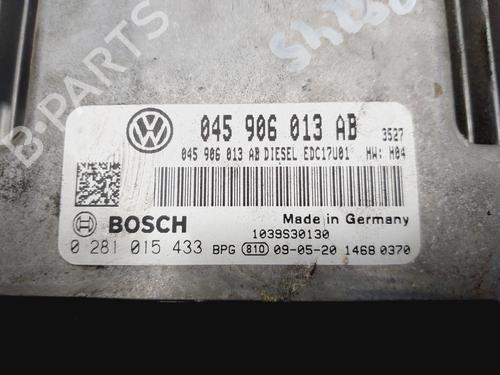 045 906 013 AB 3527
045 906 013 AB DIESEL EDC17U01 HW: H04
BOSCH
Made in Germany
1039S30130
0 281 015 433 BPG 810 09-05-20 1468 0370
B-PARTS